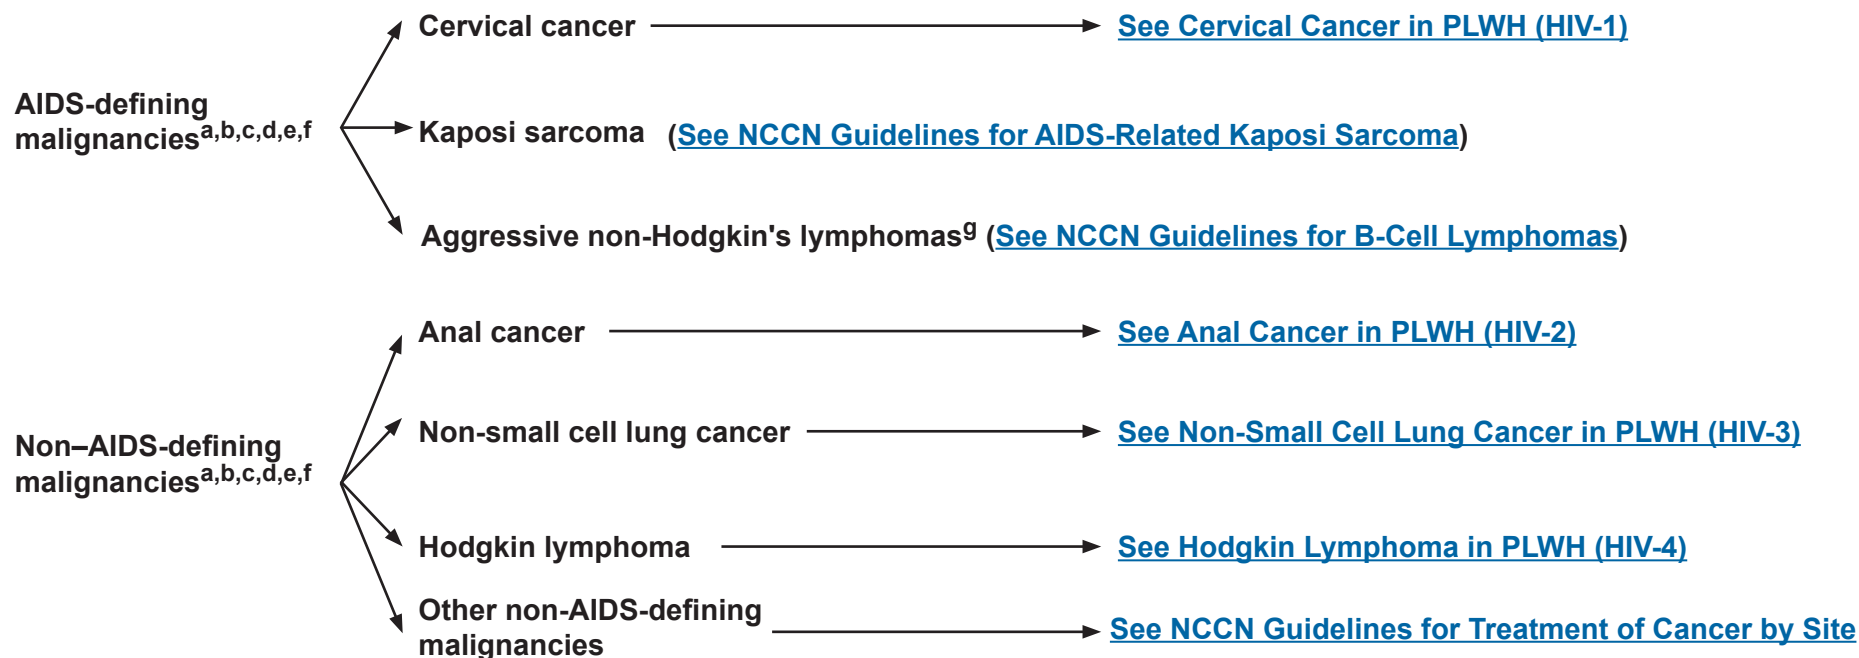 Cervical cancer See Cervical Cancer in PLWH (HIV-1)
AIDS-defining
malignanciesa,b,c,d,e,f
Kaposi sarcoma (See NCCN Guidelines for AIDS-Related Kaposi Sarcoma)
Aggressive non-Hodgkin's lymphomasg (See NCCN Guidelines for B-Cell Lymphomas)
Anal cancer See Anal Cancer in PLWH (HIV-2)
Non-small cell lung cancer See Non-Small Cell Lung Cancer in PLWH (HIV-3)
Non–AIDS-defining
malignanciesa,b,c,d,e,f
Hodgkin lymphoma See Hodgkin Lymphoma in PLWH (HIV-4)
Other non-AIDS-defining
malignancies
See NCCN Guidelines for Treatment of Cancer by Site